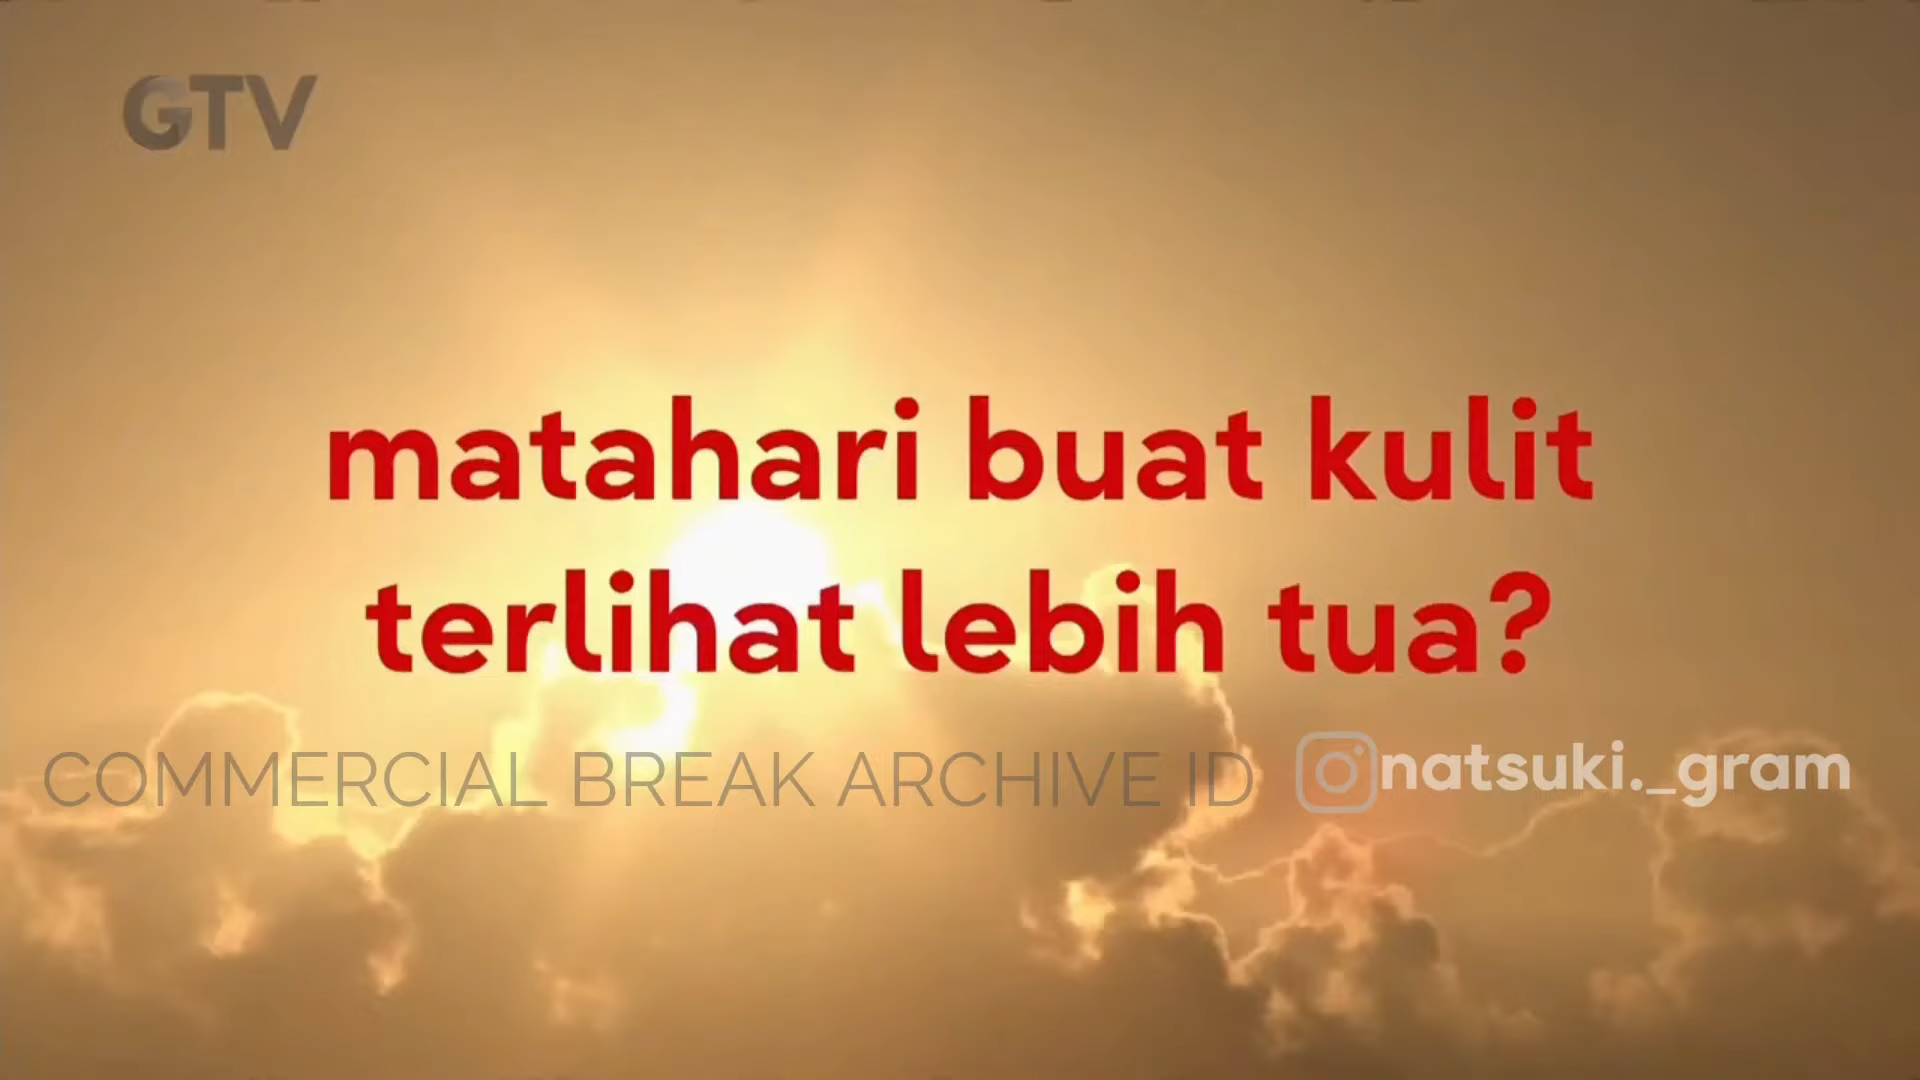 GTV
matahari buat kulit
terlihat lebih tua?
COMMERCIAL BREAK ARCHIVE ID
natsuki._gram